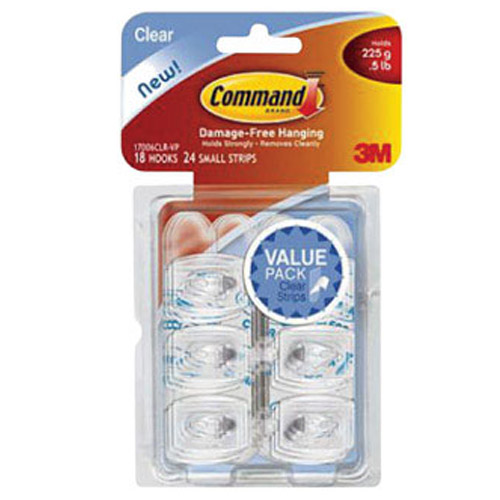 Clear
New!
Holds
225 g
.5 lb
Command
BRAND
Damage-Free Hanging
Holds Strongly • Removes Cleanly
17006CLR-VP
18 HOOKS 24 SMALL STRIPS
3M
VALUE
PACK
Clear
Strips